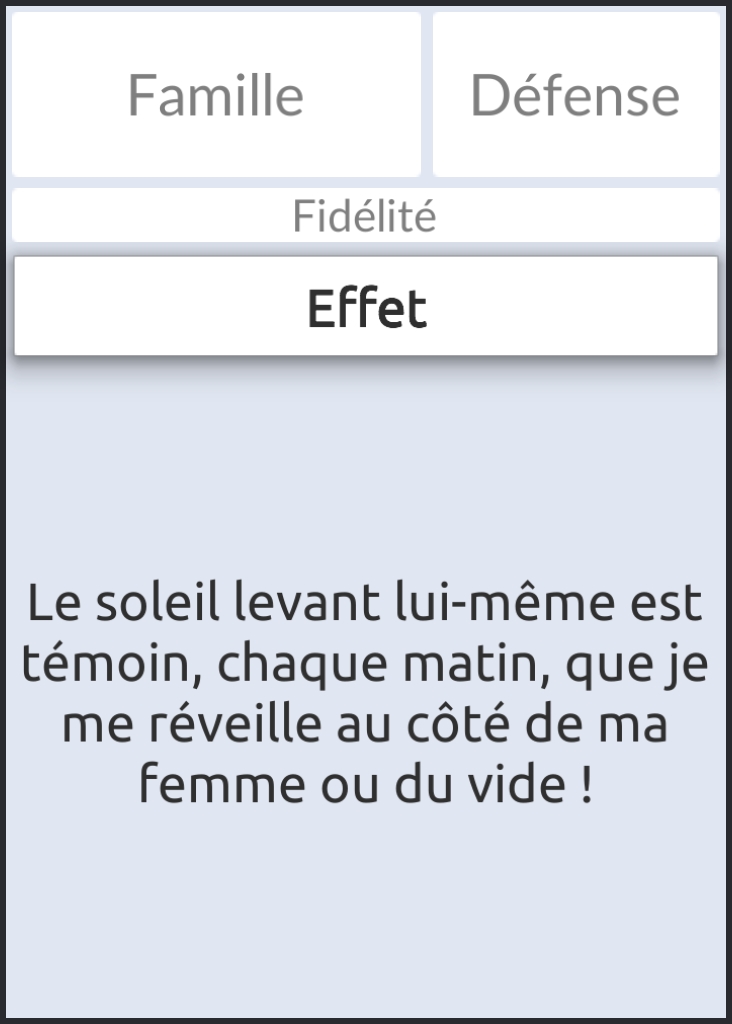 Famille
Défense
Fidélité
Effet
Le soleil levant lui-même est
témoin, chaque matin, que je
me réveille au côté de ma
femme ou du vide !